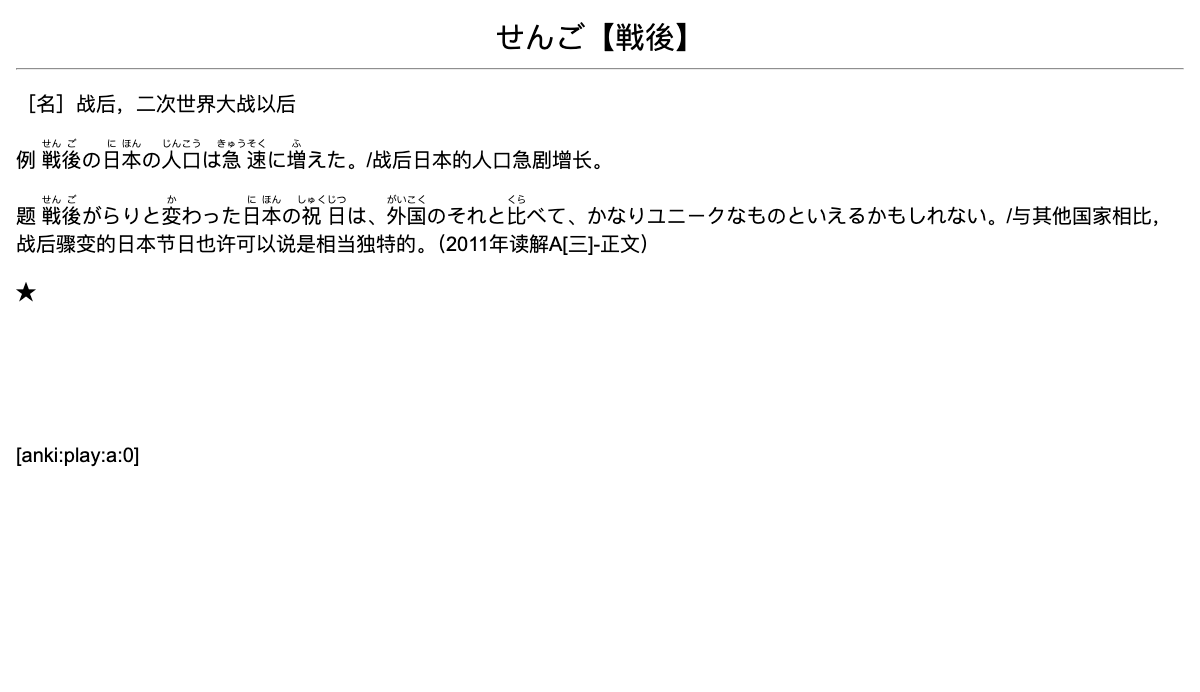 せんご【戦後】
［名］战后，二次世界大战以后
せん ご に ほん じんこう きゅうそく ふ
例 戦後の日本の人口は急速に増えた。/战后日本的人口急剧增长。
せん ご か に ほん しゅくじつ がいこく くら
题 戦後がらりと変わった日本の祝日は、外国のそれと比べて、かなりユニークなものといえるかもしれない。/与其他国家相比，
战后骤变的日本节日也许可以说是相当独特的。（2011年读解A[三]-正文）
★
[anki:play:a:0]